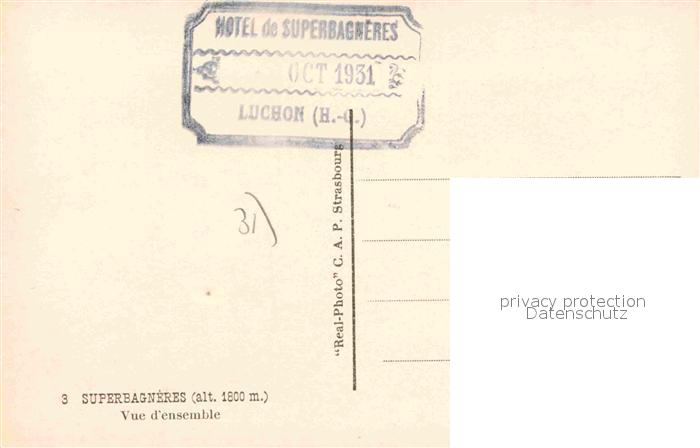 HOTEL de SUPERBAGNÈRES
OCT 1931
LUCHON (H.-G.)
31)
"Real-Photo" C. A. P. Strasbourg
privacy protection
Datenschutz
3 SUPERBAGNÈRES (alt. 1800 m.)
Vue d'ensemble